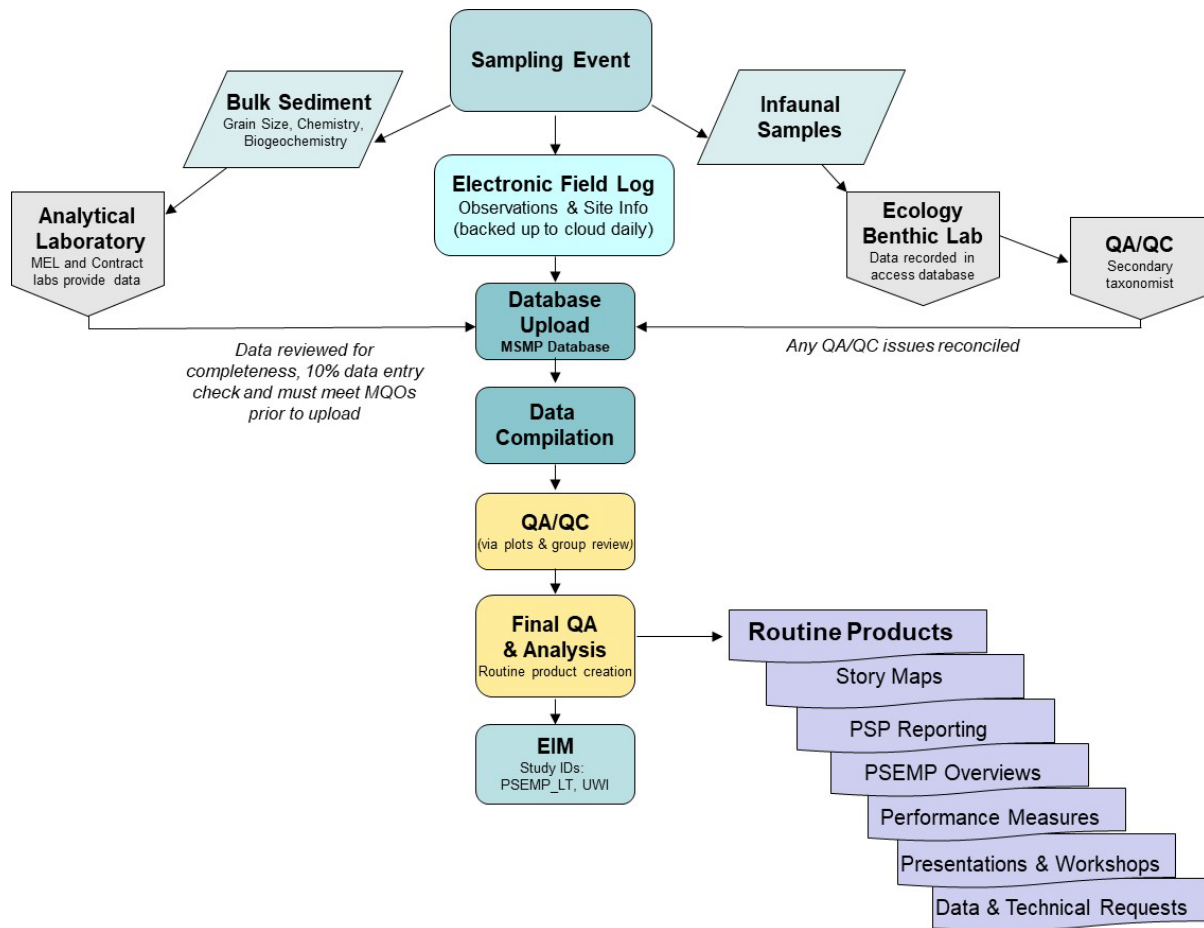 Sampling Event
Bulk Sediment
Grain Size, Chemistry,
Biogeochemistry
Infaunal
Samples
Electronic Field Log
Observations & Site Info
(backed up to cloud daily)
Analytical
Laboratory
MEL and Contract
labs provide data
Ecology
Benthic Lab
Data recorded in
access database
QA/QC
Secondary
taxonomist
Database
Upload
MSMP Database
Data reviewed for
completeness, 10% data entry
check and must meet MQOs
prior to upload
Any QA/QC issues reconciled
Data
Compilation
QA/QC
(via plots & group review)
Final QA
& Analysis
Routine product creation
EIM
Study IDs:
PSEMP_LT, UWI
Routine Products
Story Maps
PSP Reporting
PSEMP Overviews
Performance Measures
Presentations & Workshops
Data & Technical Requests